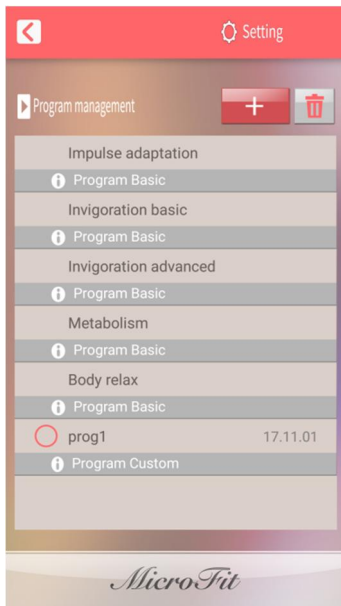 Setting
Program management
Impulse adaptation
Program Basic
Invigoration basic
Program Basic
Invigoration advanced
Program Basic
Metabolism
Program Basic
Body relax
Program Basic
prog1 17.11.01
Program Custom
MicroFit